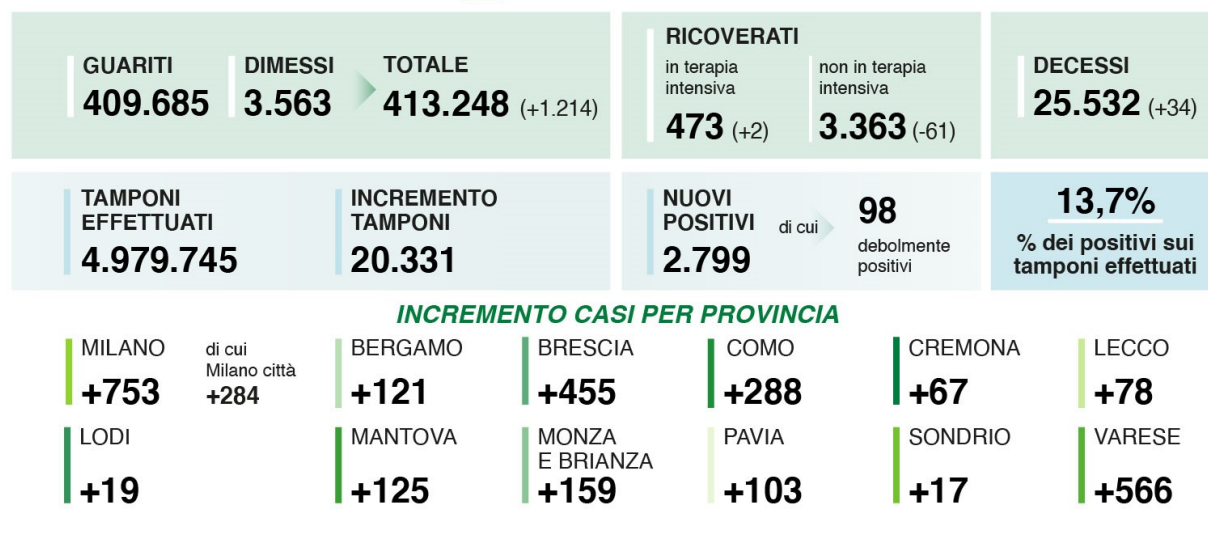 GUARITI
409.685
DIMESSI
3.563
TOTALE
413.248 (+1.214)
RICOVERATI
in terapia
intensiva
473 (+2)
non in terapia
intensiva
3.363 (-61)
DECESSI
25.532 (+34)
TAMPONI
EFFETTUATI
4.979.745
INCREMENTO
TAMPONI
20.331
NUOVI
POSITIVI
2.799
di cui
98
debolmente
positivi
13,7%
% dei positivi sui
tamponi effettuati
INCREMENTO CASI PER PROVINCIA
MILANO
+753
di cui
Milano città
+284
BERGAMO
+121
BRESCIA
+455
COMO
+288
CREMONA
+67
LECCO
+78
LODI
+19
MANTOVA
+125
MONZA
E BRIANZA
+159
PAVIA
+103
SONDRIO
+17
VARESE
+566